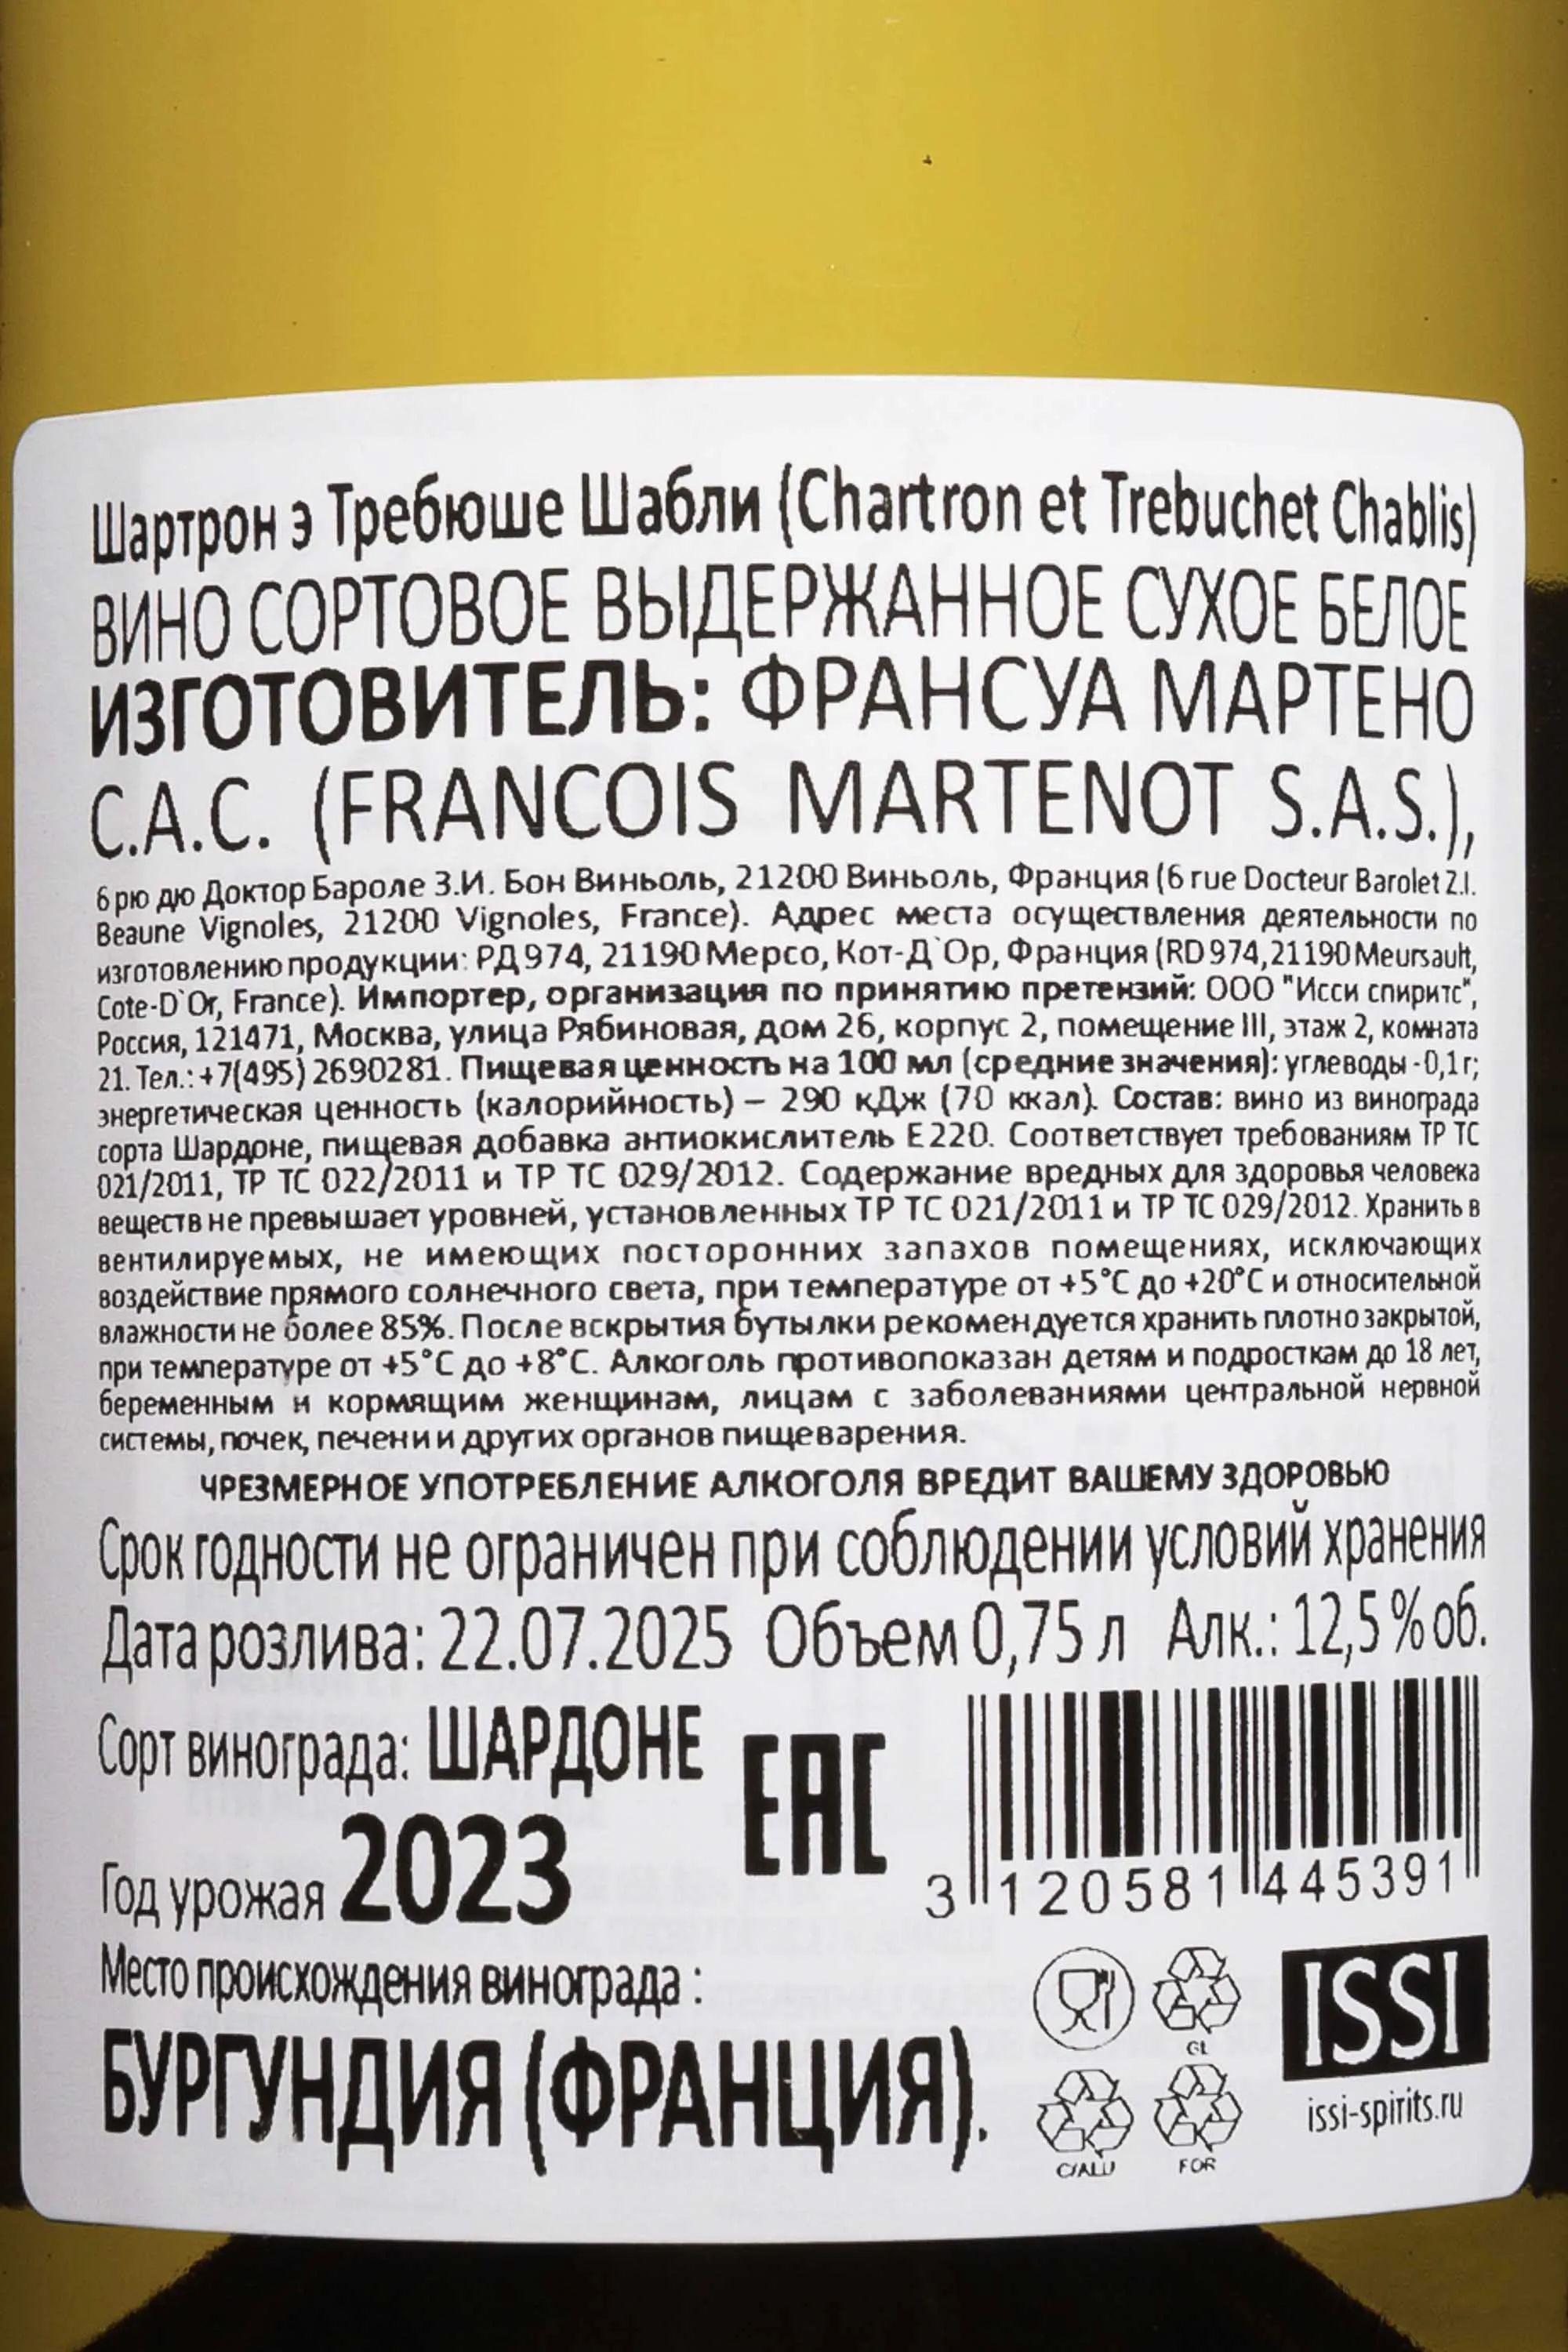 Шартрон э Требюше Шабли (Chartron et Trebuchet Chablis)
ВИНО СОРТОВОЕ ВЫДЕРЖАННОЕ СУХОЕ БЕЛОЕ
ИЗГОТОВИТЕЛЬ: ФРАНСУА МАРТЕНО
С.А.С. (FRANCOIS MARTENOT S.A.S.),
6 рю дю Доктор Бароле З.И. Бон Виньоль, 21200 Виньоль, Франция (6 rue Docteur Barolet Z.I.
Beaune Vignoles, 21200 Vignoles, France). Адрес места осуществления деятельности по
изготовлению продукции: РД 974, 21190 Мерсо, Кот-Д`Ор, Франция (RD 974, 21190 Meursault,
Cote-D`Or, France). Импортер, организация по принятию претензий: ООО "Исси спиритс",
Россия, 121471, Москва, улица Рябиновая, дом 26, корпус 2, помещение III, этаж 2, комната
21. Тел.: +7(495) 2690281. Пищевая ценность на 100 мл (средние значения): углеводы - 0,1 г;
энергетическая ценность (калорийность) – 290 кДж (70 ккал). Состав: вино из винограда
сорта Шардоне, пищевая добавка антиокислитель Е 220. Соответствует требованиям ТР ТС
021/2011, ТР ТС 022/2011 и ТР ТС 029/2012. Содержание вредных для здоровья человека
веществ не превышает уровней, установленных ТР ТС 021/2011 и ТР ТС 029/2012. Хранить в
вентилируемых, не имеющих посторонних запахов помещениях, исключающих
воздействие прямого солнечного света, при температуре от +5°С до +20°С и относительной
влажности не более 85%. После вскрытия бутылки рекомендуется хранить плотно закрытой,
при температуре от +5°С до +8°С. Алкоголь противопоказан детям и подросткам до 18 лет,
беременным и кормящим женщинам, лицам с заболеваниями центральной нервной
системы, почек, печени и других органов пищеварения.
ЧРЕЗМЕРНОЕ УПОТРЕБЛЕНИЕ АЛКОГОЛЯ ВРЕДИТ ВАШЕМУ ЗДОРОВЬЮ
Срок годности не ограничен при соблюдении условий хранения
Дата розлива: 22.07.2025 Объем 0,75 л Алк.: 12,5 % об.
Сорт винограда: ШАРДОНЕ
EAC
Год урожая 2023
3 120581 445391
Место происхождения винограда :
БУРГУНДИЯ (ФРАНЦИЯ).
GL
C/ALU
FOR
ISSI
issi-spirits.ru